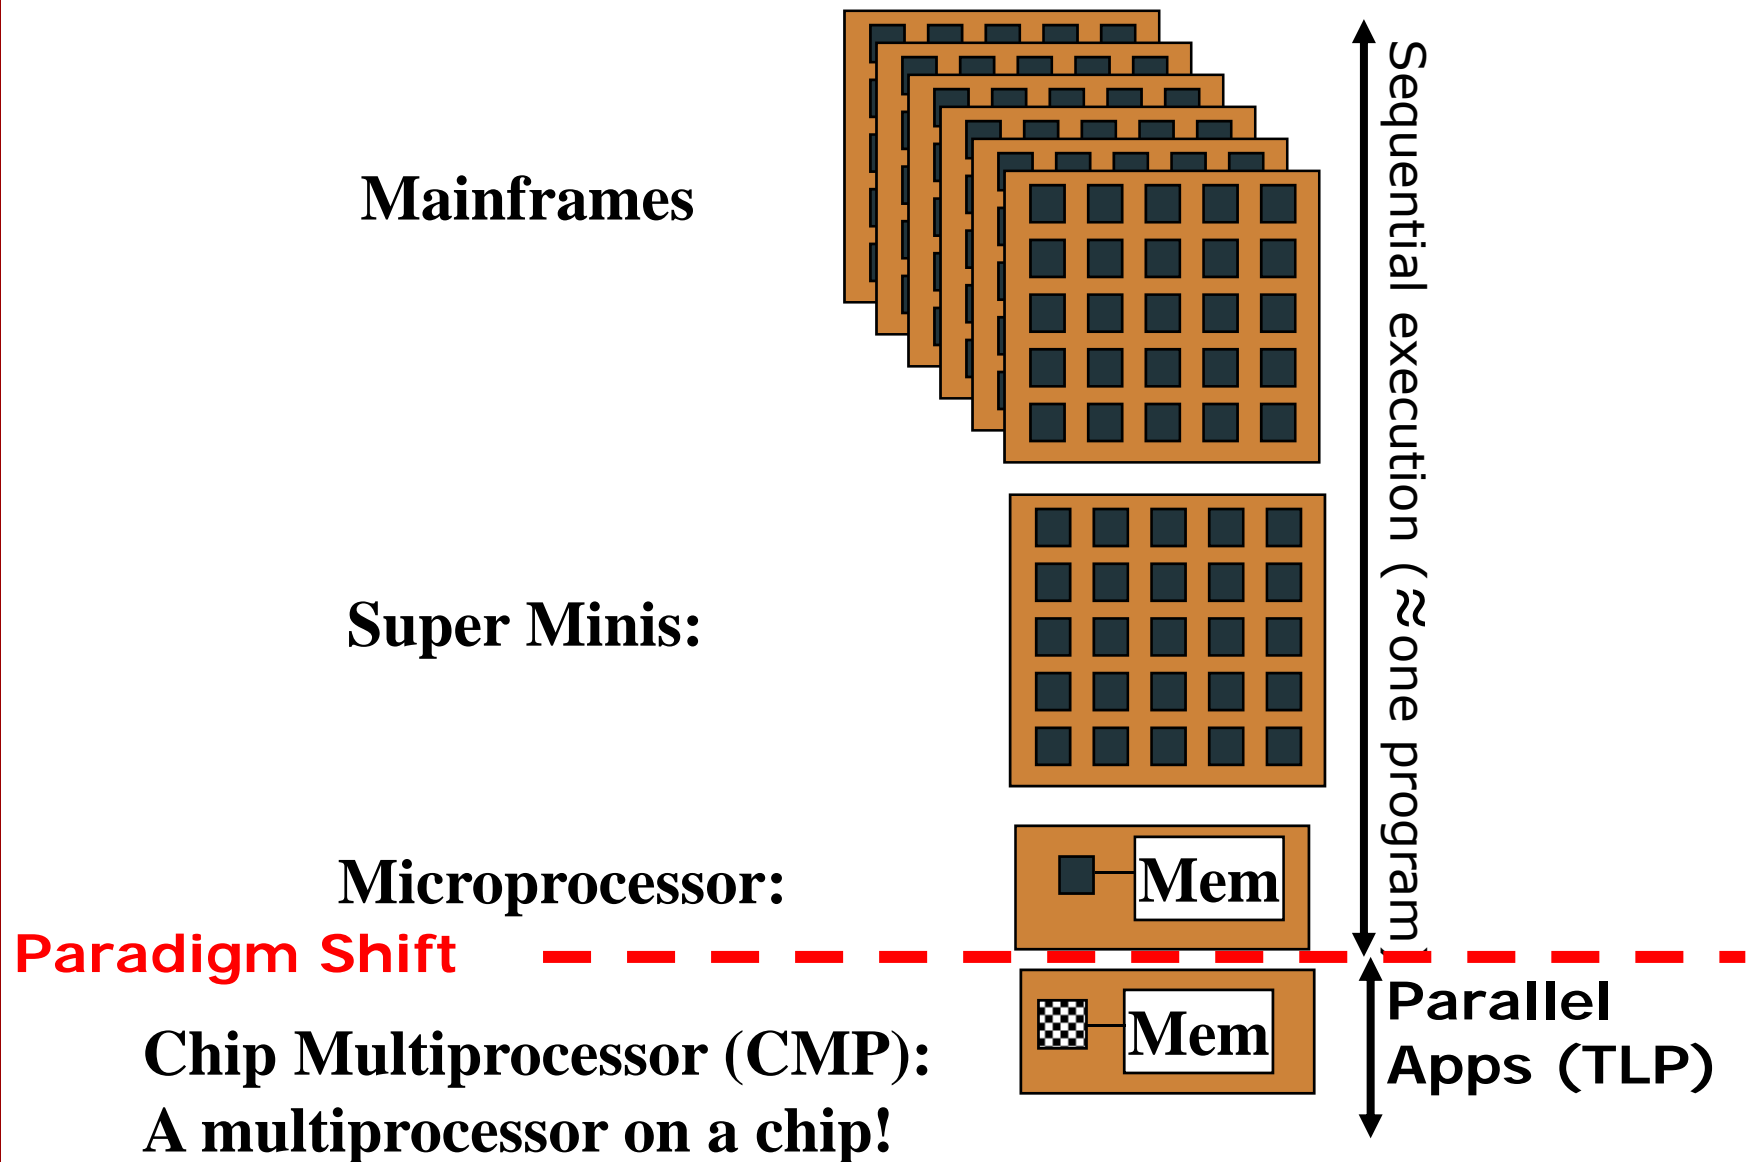 Mainframes
Sequential execution (≈one program)
Super Minis:
Microprocessor:
Mem
Paradigm Shift
Chip Multiprocessor (CMP):
A multiprocessor on a chip!
Mem
Parallel
Apps (TLP)